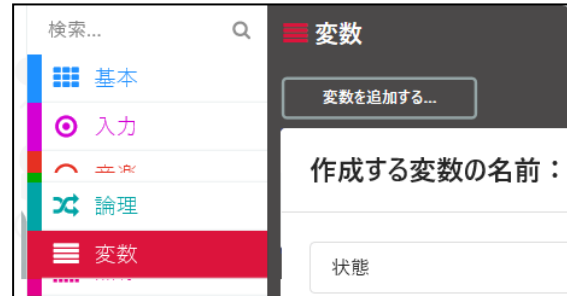 検索...
基本
入力
論理
変数
変数
変数を追加する...
作成する変数の名前：
状態